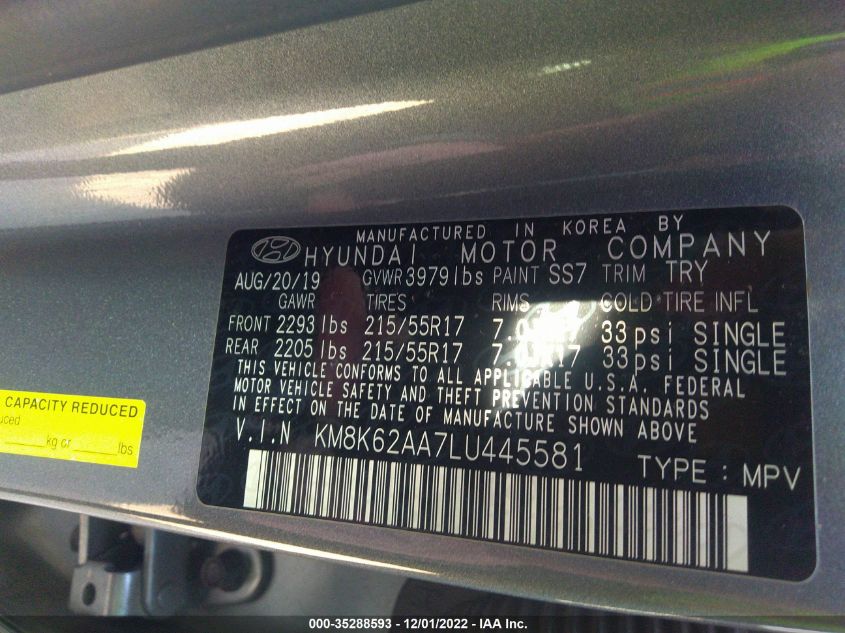 MANUFACTURED IN KOREA BY
HYUNDAI MOTOR COMPANY
AUG/20/19 GVWR 3979 lbs PAINT SS7 TRIM TRY
GAWR TIRES RIMS COLD TIRE INFL
FRONT 2293 lbs 215/55R17 33 psi SINGLE
REAR 2205 lbs 215/55R17 33 psi SINGLE
THIS VEHICLE CONFORMS TO ALL APPLICABLE U.S.A. FEDERAL
MOTOR VEHICLE SAFETY AND THEFT PREVENTION STANDARDS
IN EFFECT ON THE DATE OF MANUFACTURE SHOWN ABOVE
V.I.N KM8K62AA7LU445581 TYPE : MPV
CAPACITY REDUCED
kg or lbs
000-35288593 - 12/01/2022 - IAA Inc.